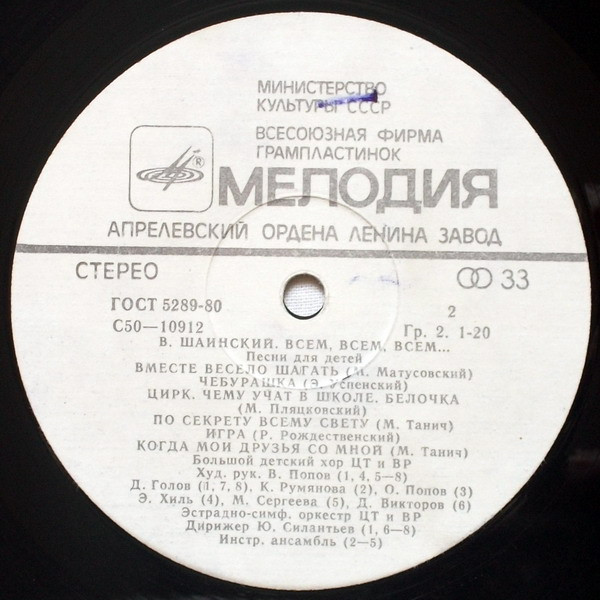 МИНИСТЕРСТВО
КУЛЬТУРЫ СССР
ВСЕСОЮЗНАЯ ФИРМА
ГРАМПЛАСТИНОК
®
МЕЛОДИЯ
АПРЕЛЕВСКИЙ ОРДЕНА ЛЕНИНА ЗАВОД
СТЕРЕО 33
ГОСТ 5289-80 2
С50—10912 Гр. 2. 1-20
В. ШАИНСКИЙ. ВСЕМ, ВСЕМ, ВСЕМ...
Песни для детей
ВМЕСТЕ ВЕСЕЛО ШАГАТЬ (М. Матусовский)
ЧЕБУРАШКА (Э. Успенский)
ЦИРК. ЧЕМУ УЧАТ В ШКОЛЕ. БЕЛОЧКА
(М. Пляцковский)
ПО СЕКРЕТУ ВСЕМУ СВЕТУ (М. Танич)
ИГРА (Р. Рождественский)
КОГДА МОИ ДРУЗЬЯ СО МНОЙ (М. Танич)
Большой детский хор ЦТ и ВР
Худ. рук. В. Попов (1, 4, 5—8)
Д. Голов (1, 7, 8), К. Румянова (2), О. Попов (3)
Э. Хиль (4), М. Сергеева (5), Д. Викторов (6)
Эстрадно-симф. оркестр ЦТ и ВР
Дирижер Ю. Силантьев (1, 6—8)
Инстр. ансамбль (2—5)